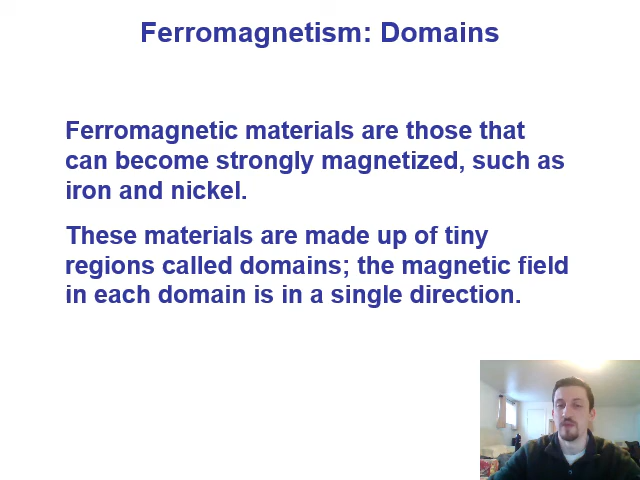 Ferromagnetism: Domains
Ferromagnetic materials are those that
can become strongly magnetized, such as
iron and nickel.
These materials are made up of tiny
regions called domains; the magnetic field
in each domain is in a single direction.